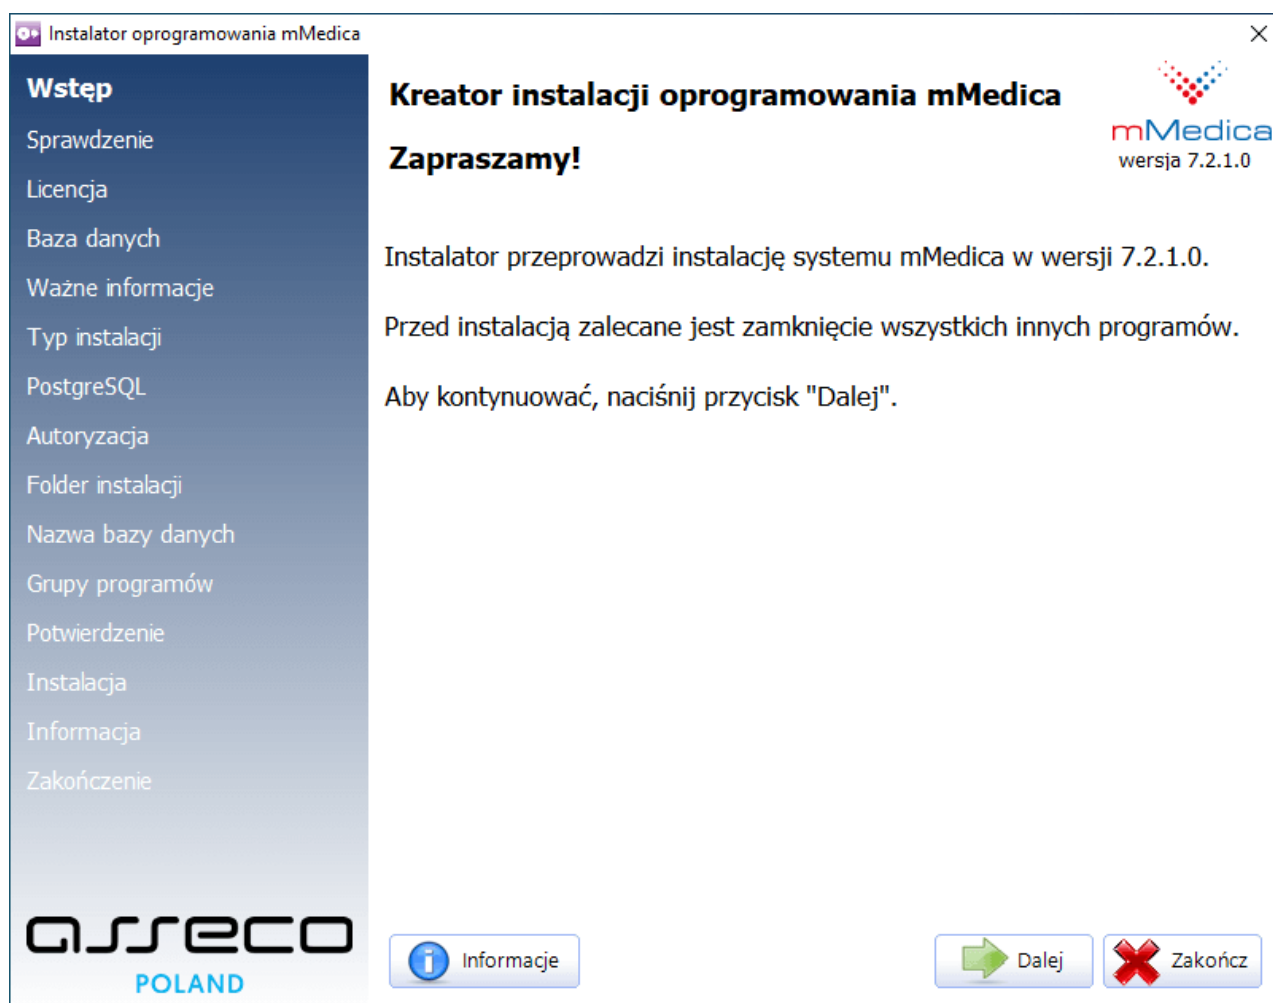 Instalator oprogramowania mMedica
Wstęp
Sprawdzenie
Licencja
Baza danych
Ważne informacje
Typ instalacji
PostgreSQL
Autoryzacja
Folder instalacji
Nazwa bazy danych
Grupy programów
Potwierdzenie
Instalacja
Informacja
Zakończenie
asseco
POLAND
Kreator instalacji oprogramowania mMedica
Zapraszamy!
mMedica
wersja 7.2.1.0
Instalator przeprowadzi instalację systemu mMedica w wersji 7.2.1.0.
Przed instalacją zalecane jest zamknięcie wszystkich innych programów.
Aby kontynuować, naciśnij przycisk "Dalej".
Informacje
Dalej
Zakończ